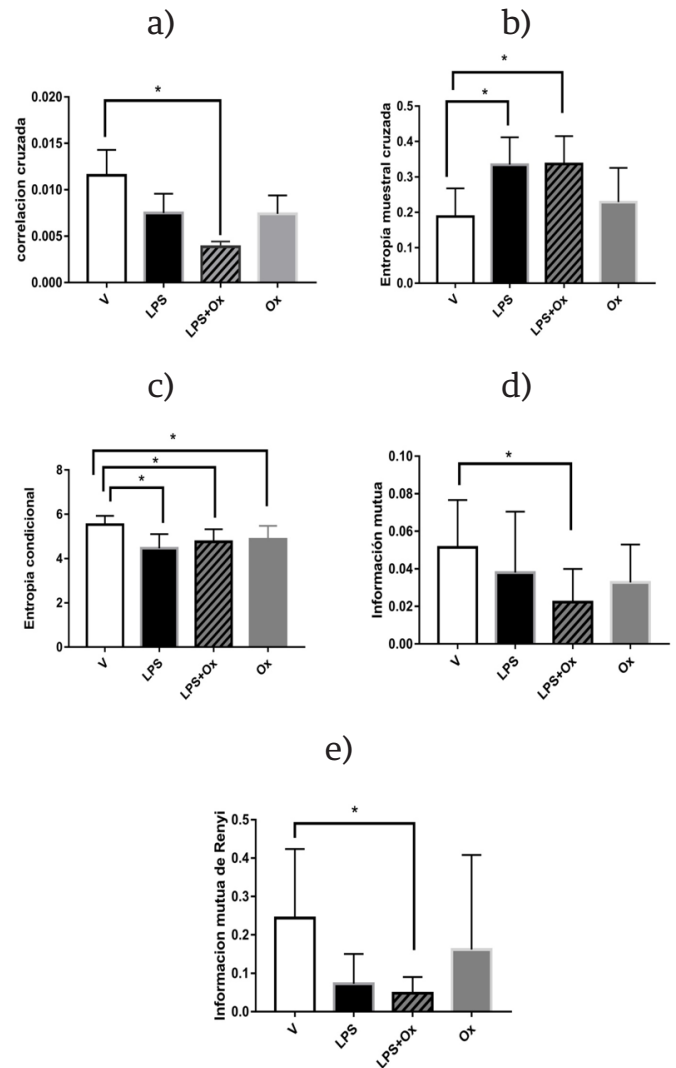 a)
correlacion cruzada
0.020
0.015
0.010
0.005
0.000
*
V
LPS
LPS+Ox
Ox
b)
Entropia muestral cruzada
0.5
0.4
0.3
0.2
0.1
0.0
*
*
V
LPS
LPS+Ox
Ox
c)
Entropia condicional
8
6
4
2
0
*
*
*
V
LPS
LPS+Ox
Ox
d)
Información mutua
0.10
0.08
0.06
0.04
0.02
0.00
*
V
LPS
LPS+Ox
Ox
e)
Informacion mutua de Renyi
0.5
0.4
0.3
0.2
0.1
0.0
*
V
LPS
LPS+Ox
Ox